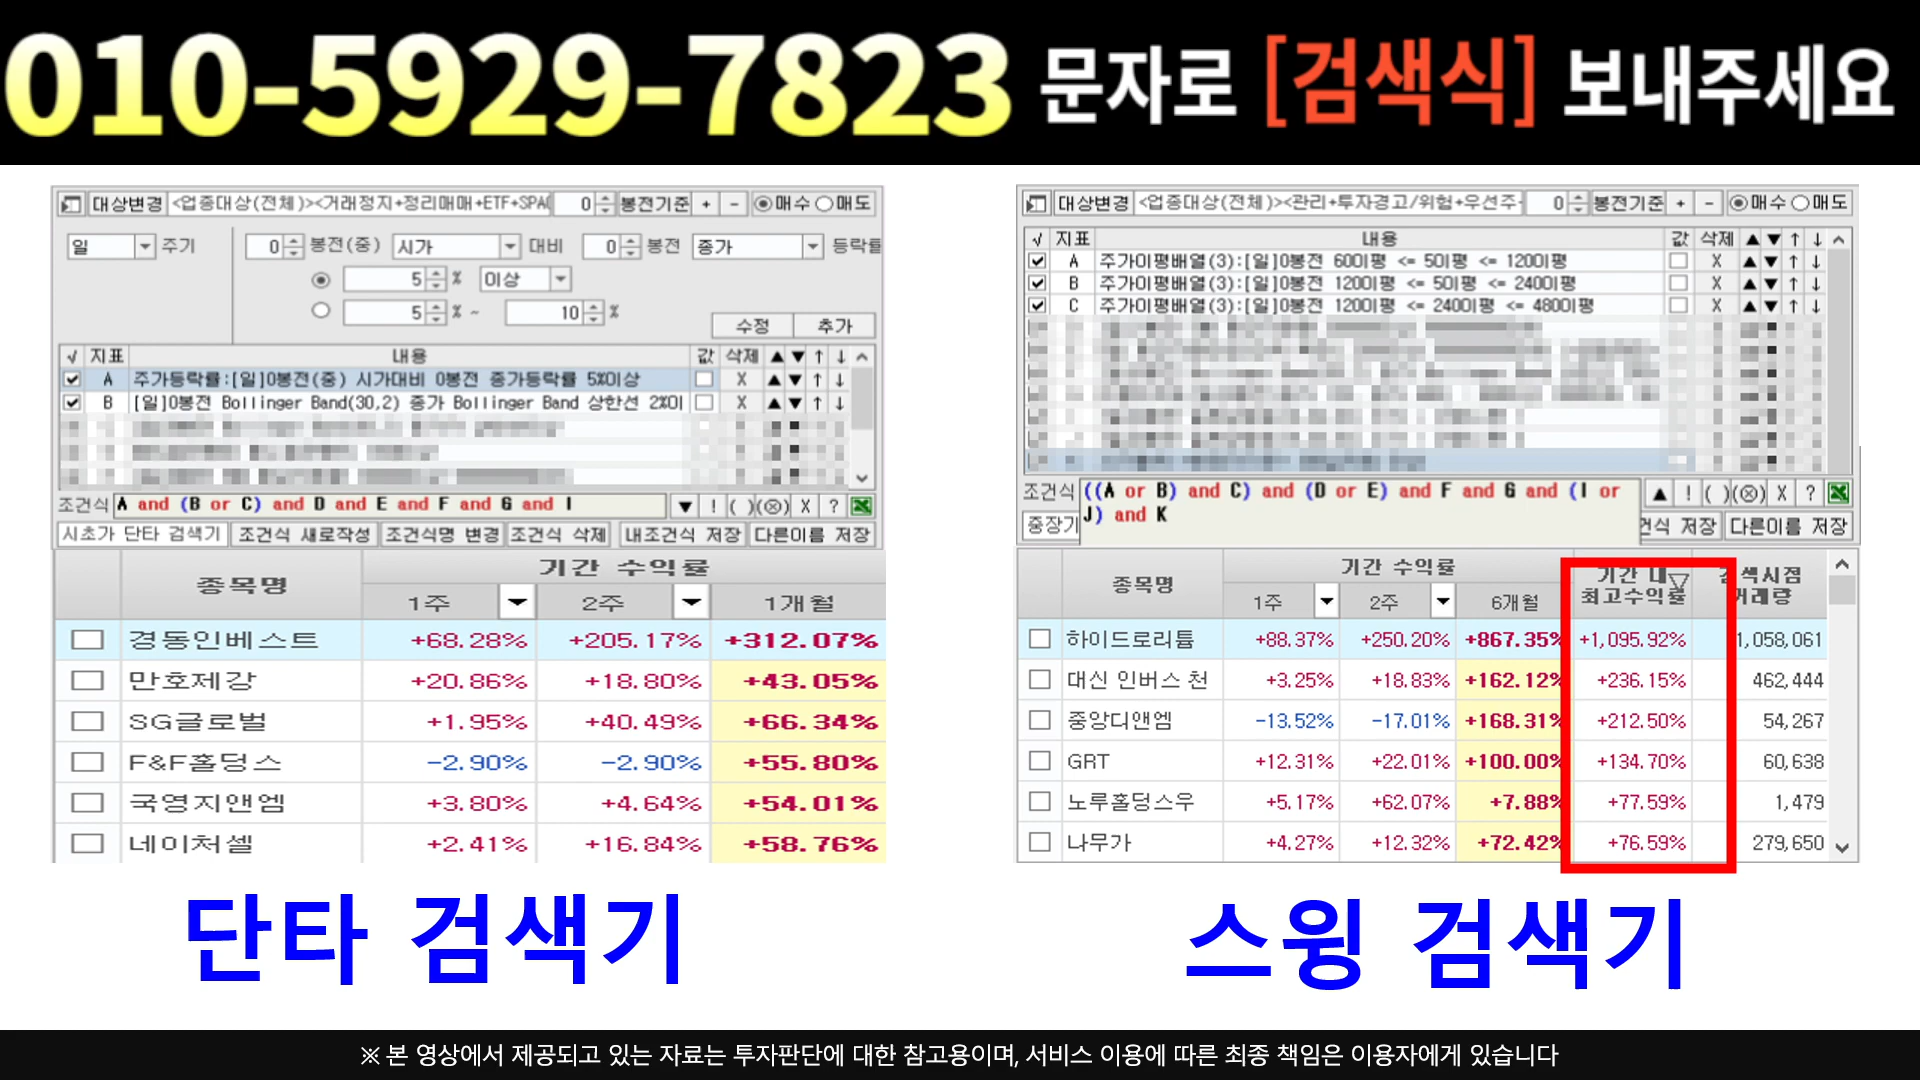 010-5929-7823 문자로 [검색식] 보내주세요
대상변경 <업종대상(전체)><거래정지+정리매매+ETF+SPA 0 봉전기준 + - 매수 매도
일 주기 0 봉전(중) 시가 대비 0 봉전 종가 등락률
5 % 이상
5 % ~ 10 %
수정 추가
√ 지표 내용 값 삭제 ▲ ▼ ↑ ↓
A 주가등락률:[일]0봉전(중) 시가대비 0봉전 종가등락률 5%이상 X ▲ ▼ ↑ ↓
B [일]0봉전 Bollinger Band(30,2) 종가 Bollinger Band 상한선 2%이 X ▲ ▼ ↑ ↓
조건식 A and (B or C) and D and E and F and G and I ▼ ! ( )(⊗) X ?
시초가 단타 검색기 조건식 새로작성 조건식명 변경 조건식 삭제 내조건식 저장 다른이름 저장
종목명 기간 수익률
1주 2주 1개월
경동인베스트 +68.28% +205.17% +312.07%
만호제강 +20.86% +18.80% +43.05%
SG글로벌 +1.95% +40.49% +66.34%
F&F홀딩스 -2.90% -2.90% +55.80%
국영지앤엠 +3.80% +4.64% +54.01%
네이처셀 +2.41% +16.84% +58.76%
단타 검색기
대상변경 <업종대상(전체)><관리+투자경고/위험+우선주+ 0 봉전기준 + - 매수 매도
√ 지표 내용 값 삭제 ▲ ▼ ↑ ↓
A 주가이평배열(3):[일]0봉전 60이평 <= 5이평 <= 120이평 X ▲ ▼ ↑ ↓
B 주가이평배열(3):[일]0봉전 120이평 <= 5이평 <= 240이평 X ▲ ▼ ↑ ↓
C 주가이평배열(3):[일]0봉전 120이평 <= 240이평 <= 480이평 X ▲ ▼ ↑ ↓
조건식 ((A or B) and C) and (D or E) and F and G and (I or ▲ ! ( )(⊗) X ?
중장기 J) and K 건식 저장 다른이름 저장
종목명 기간 수익률 기간 내 검색시점
1주 2주 6개월 최고수익률 거래량
하이드로리튬 +88.37% +250.20% +867.35% +1,095.92% 1,058,061
대신 인버스 천 +3.25% +18.83% +162.12% +236.15% 462,444
중앙디앤엠 -13.52% -17.01% +168.31% +212.50% 54,267
GRT +12.31% +22.01% +100.00% +134.70% 60,638
노루홀딩스우 +5.17% +62.07% +7.88% +77.59% 1,479
나무가 +4.27% +12.32% +72.42% +76.59% 279,650
스윙 검색기
※ 본 영상에서 제공되고 있는 자료는 투자판단에 대한 참고용이며, 서비스 이용에 따른 최종 책임은 이용자에게 있습니다